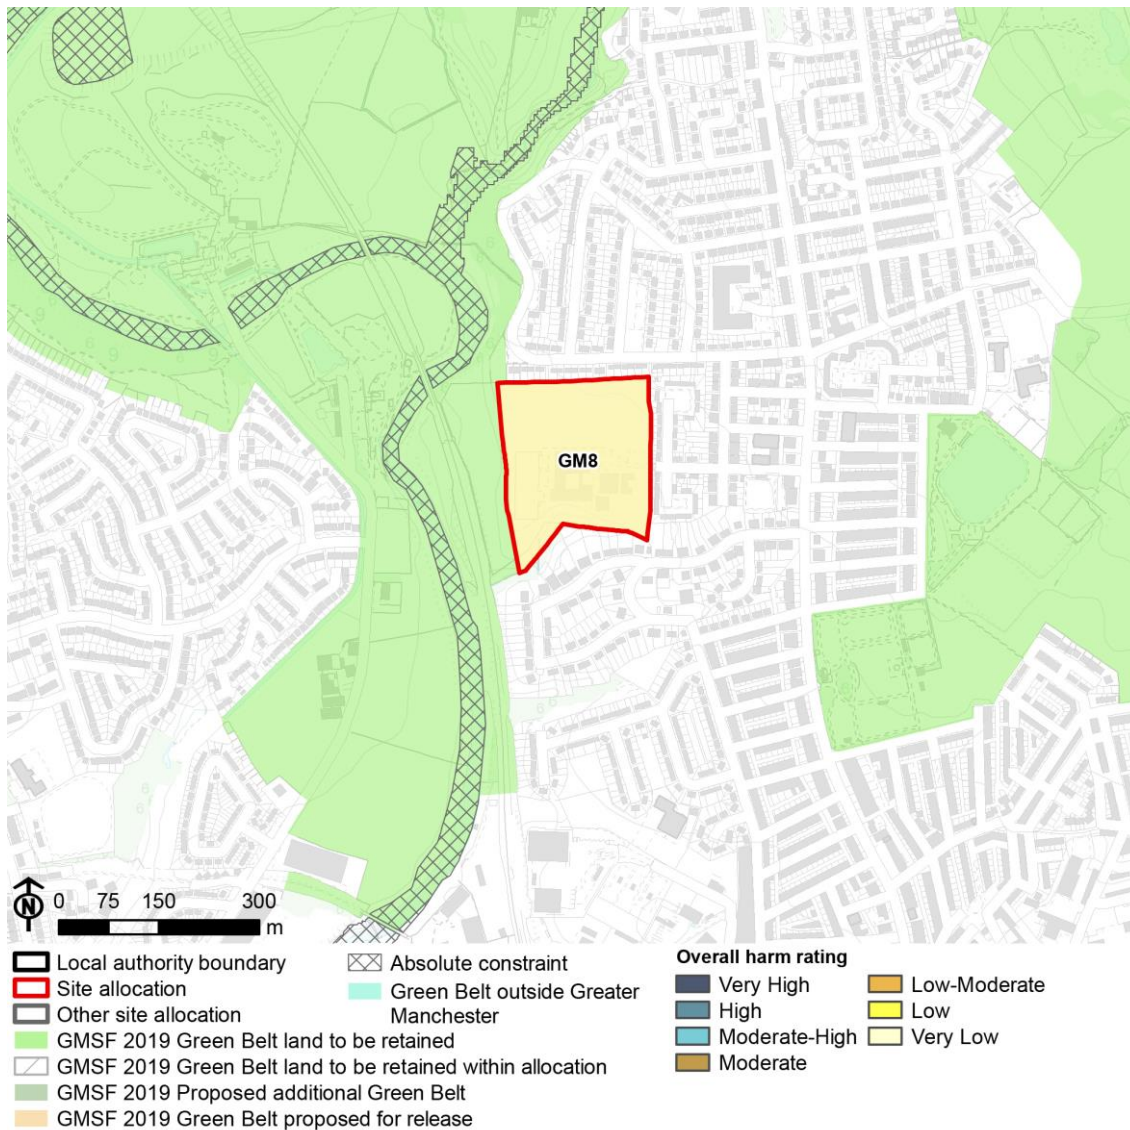 GM8
N
0 75 150 300
m
Local authority boundary
Site allocation
Other site allocation
GMSF 2019 Green Belt land to be retained
GMSF 2019 Green Belt land to be retained within allocation
GMSF 2019 Proposed additional Green Belt
GMSF 2019 Green Belt proposed for release
Absolute constraint
Green Belt outside Greater
Manchester
Overall harm rating
Very High
High
Moderate-High
Moderate
Low-Moderate
Low
Very Low